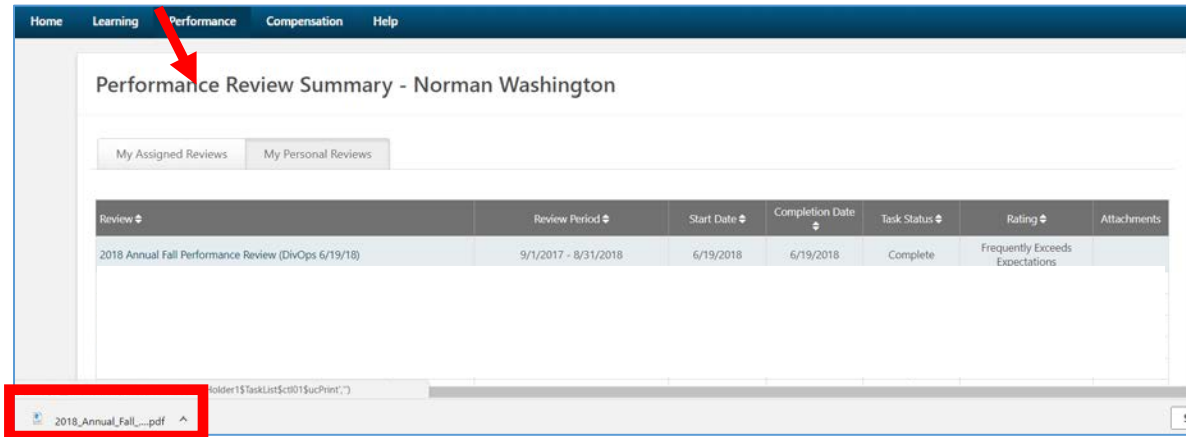 Home Learning Performance Compensation Help
Performance Review Summary - Norman Washington
My Assigned Reviews My Personal Reviews
Review Review Period Start Date Completion Date Task Status Rating Attachments
2018 Annual Fall Performance Review (DivOps 6/19/18) 9/1/2017 - 8/31/2018 6/19/2018 6/19/2018 Complete Frequently Exceeds Expectations
Holder1$TaskList$ctl01$ucPrint','')
2018_Annual_Fall_....pdf